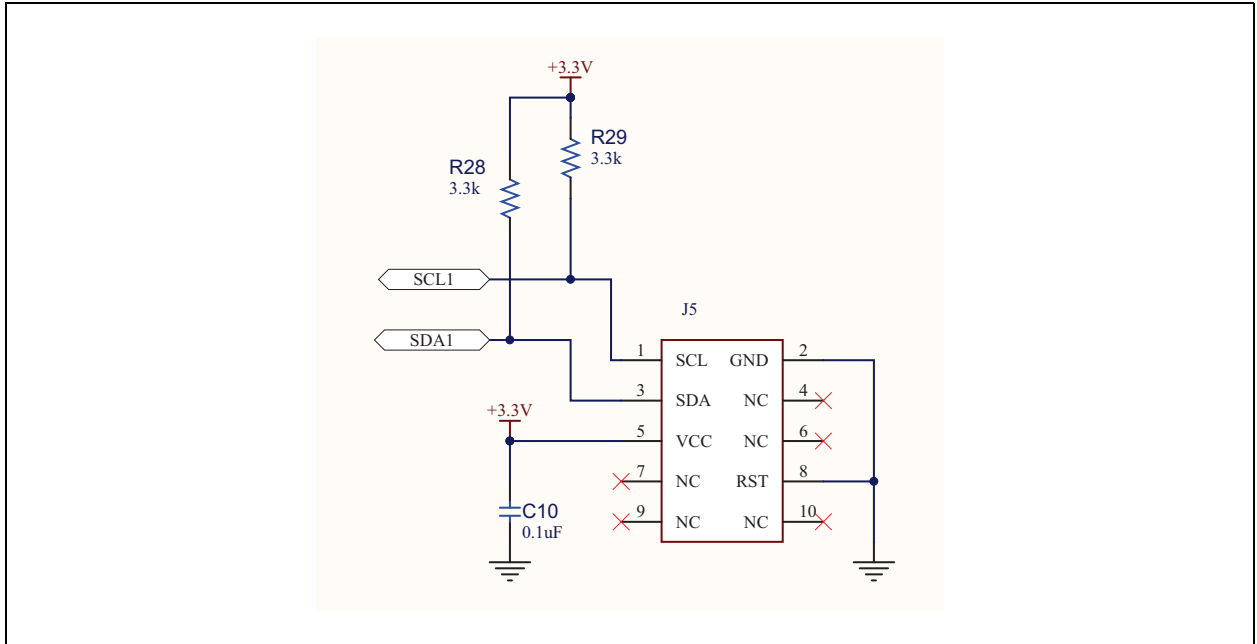 +3.3V
R29
3.3k
R28
3.3k
SCL1
SDA1
J5
1 SCL GND 2
3 SDA NC 4
+3.3V
5 VCC NC 6
7 NC RST 8
9 NC NC 10
C10
0.1uF